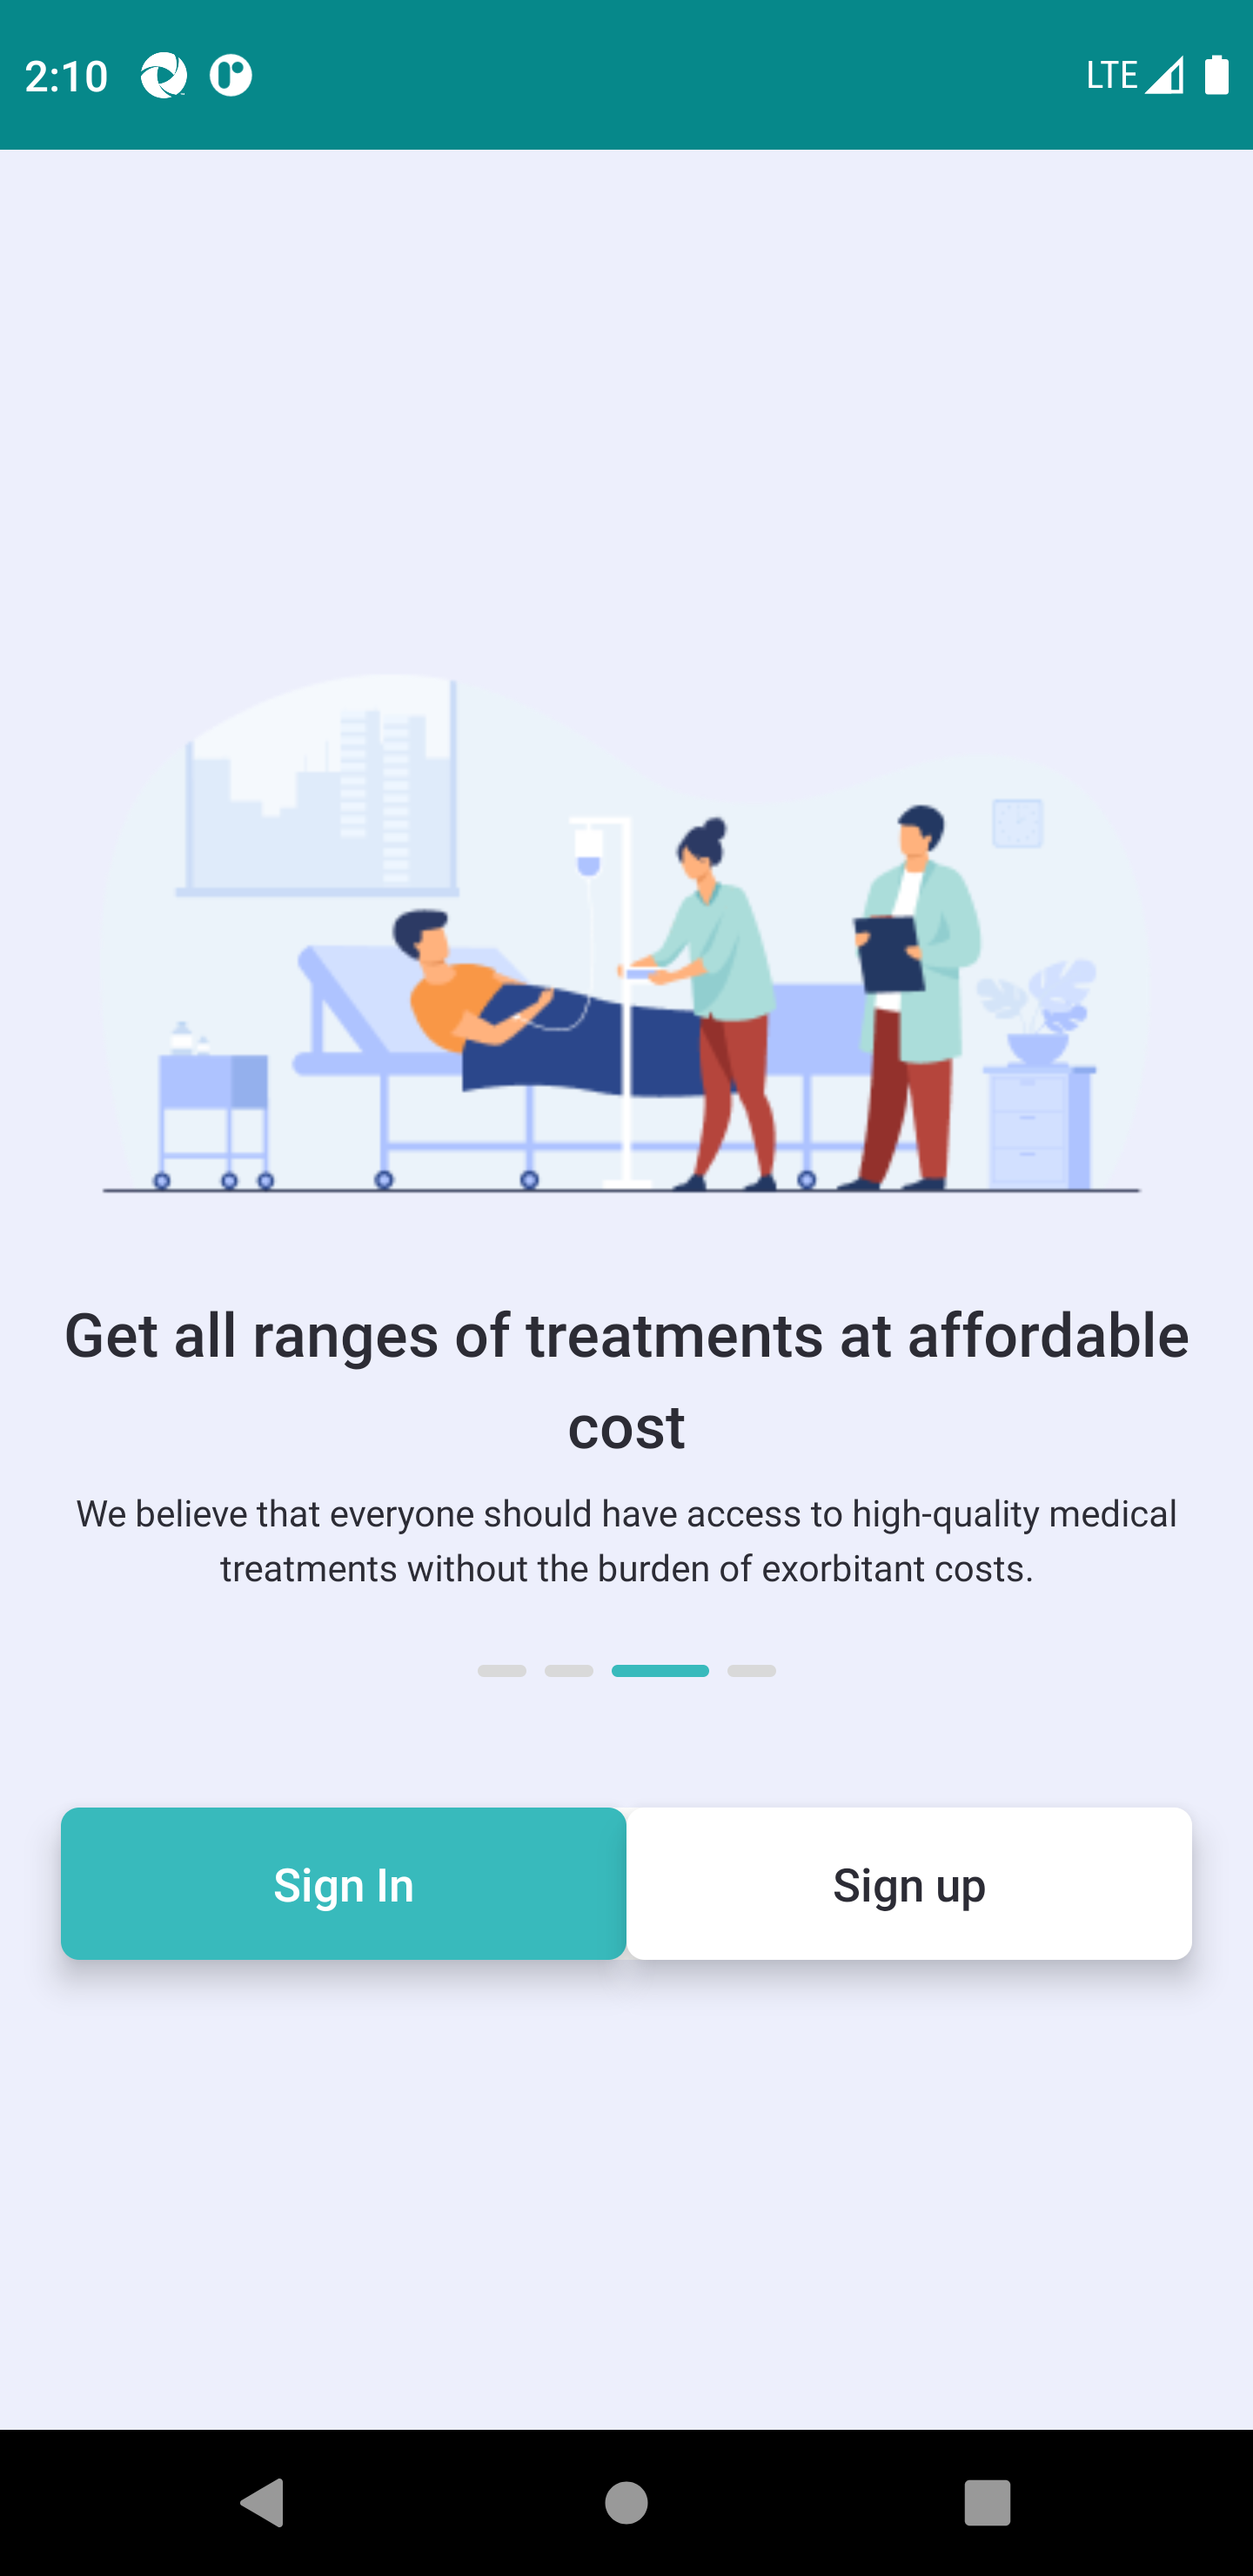 2:10
LTE
Get all ranges of treatments at affordable
cost
We believe that everyone should have access to high-quality medical
treatments without the burden of exorbitant costs.
Sign In
Sign up